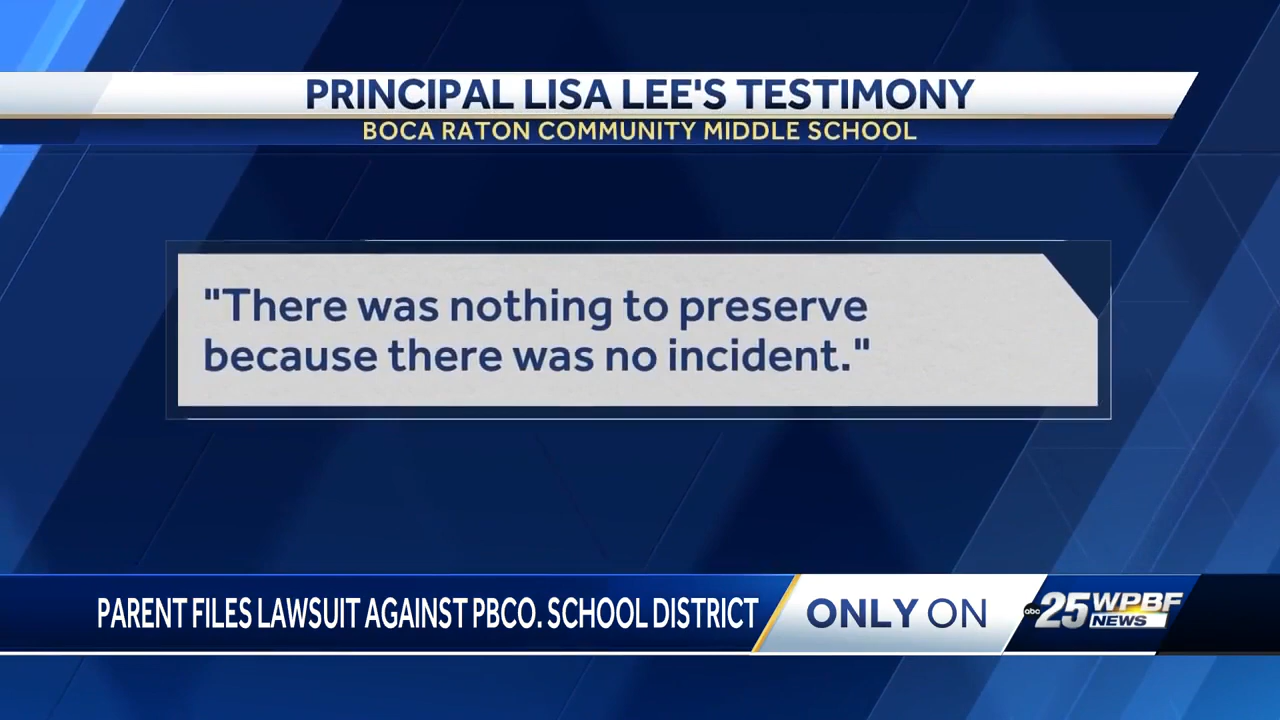 PRINCIPAL LISA LEE'S TESTIMONY
BOCA RATON COMMUNITY MIDDLE SCHOOL
"There was nothing to preserve
because there was no incident."
PARENT FILES LAWSUIT AGAINST PBCO. SCHOOL DISTRICT
ONLY ON
abc 25 WPBF
NEWS